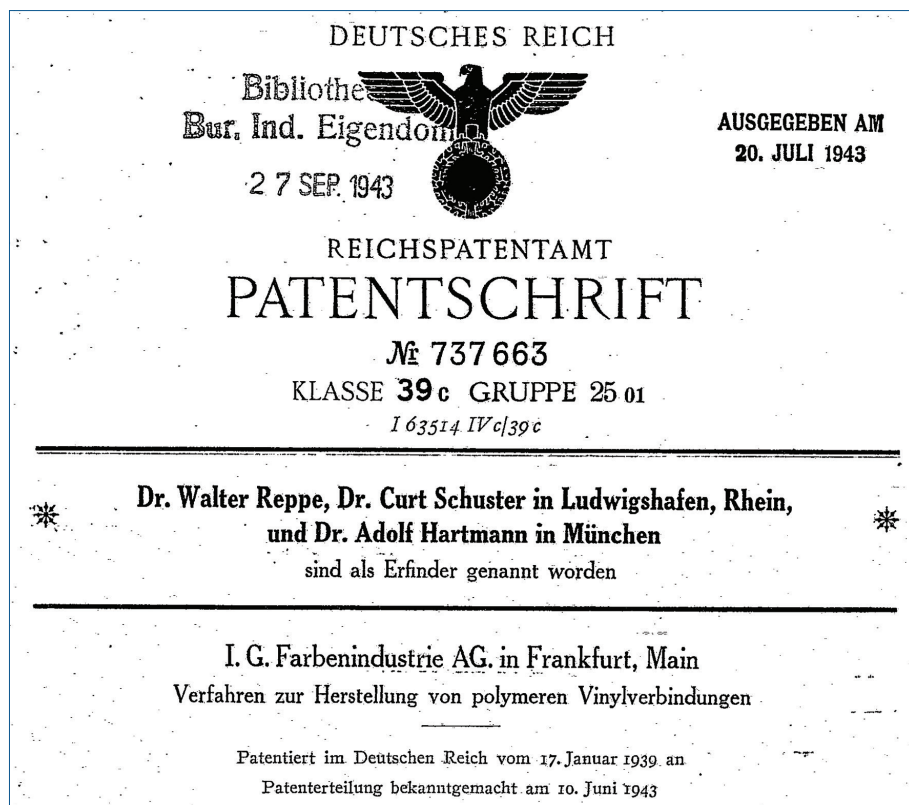 DEUTSCHES REICH
Bibliothe
Bur. Ind. Eigendom
27 SEP. 1943
AUSGEGEBEN AM
20. JULI 1943
REICHSPATENTAMT
PATENTSCHRIFT
№ 737 663
KLASSE 39c GRUPPE 25 01
I 63514 IVc/39c
Dr. Walter Reppe, Dr. Curt Schuster in Ludwigshafen, Rhein,
und Dr. Adolf Hartmann in München
sind als Erfinder genannt worden
I. G. Farbenindustrie AG. in Frankfurt, Main
Verfahren zur Herstellung von polymeren Vinylverbindungen
Patentiert im Deutschen Reich vom 17. Januar 1939 an
Patenterteilung bekanntgemacht am 10. Juni 1943